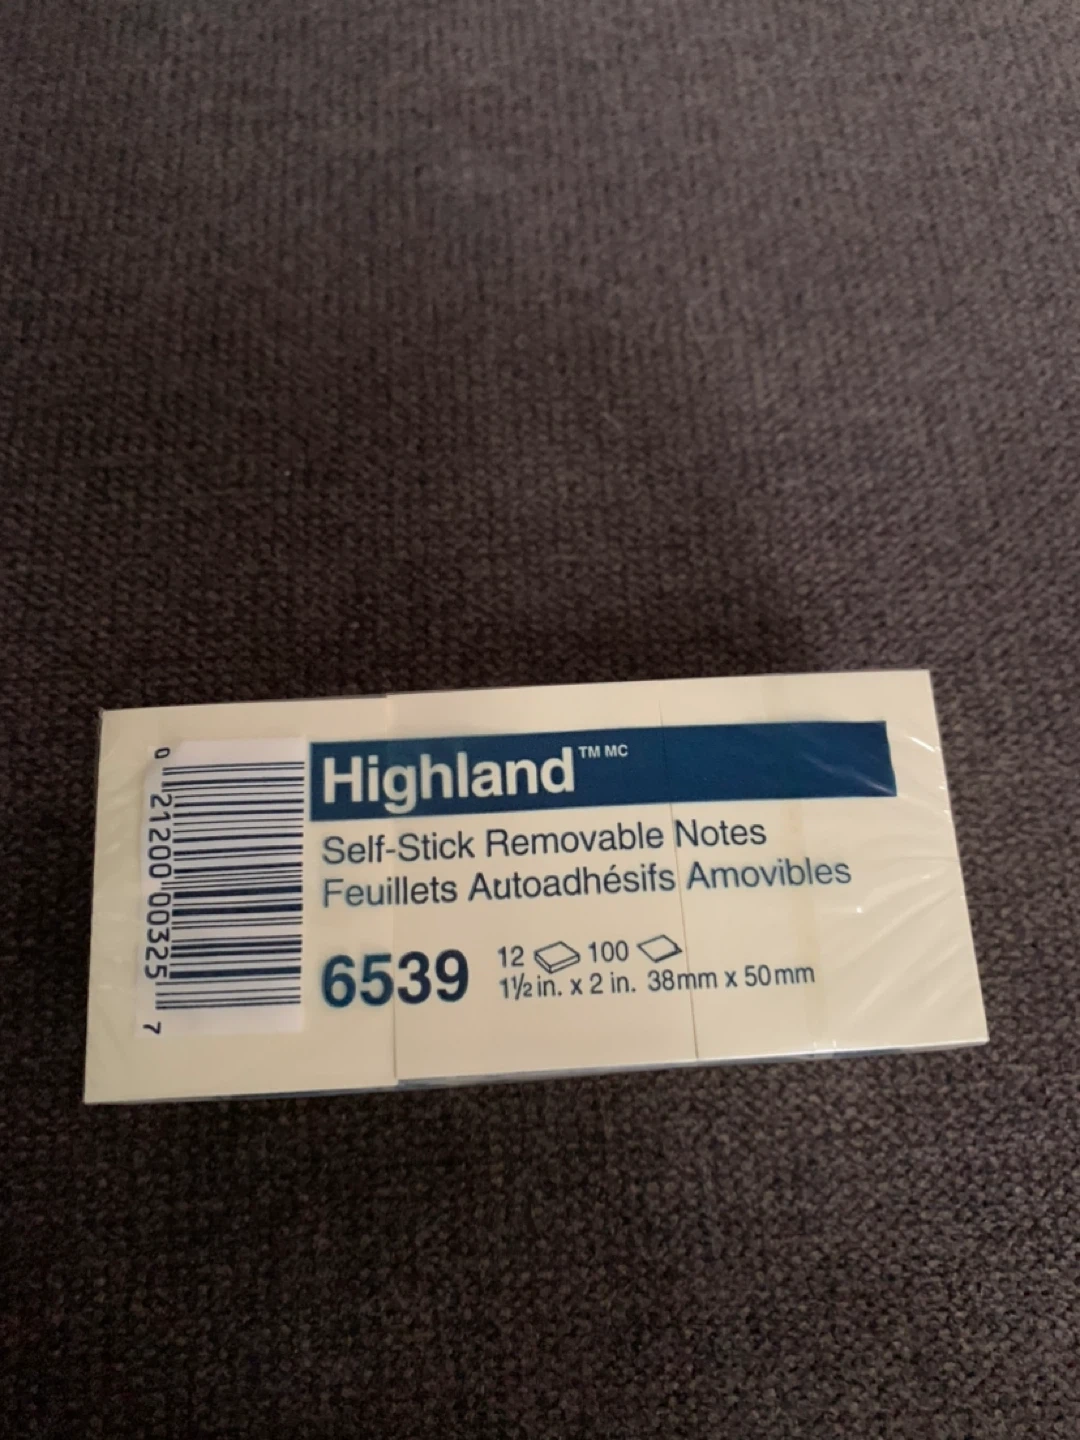 0 21200 00325 7
Highland™ MC
Self-Stick Removable Notes
Feuillets Autoadhésifs Amovibles
6539
12 100
1½ in. x 2 in. 38mm x 50mm